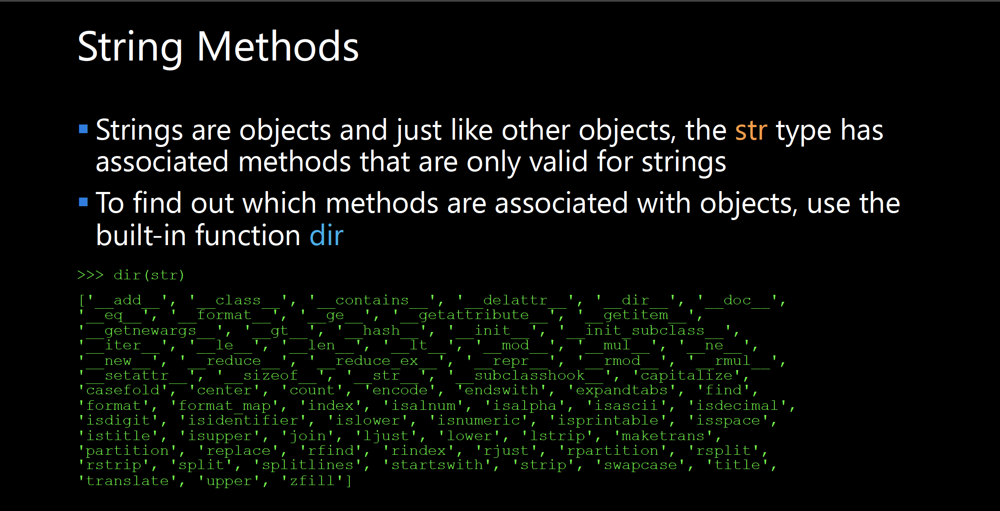 String Methods
▪ Strings are objects and just like other objects, the str type has
associated methods that are only valid for strings
▪ To find out which methods are associated with objects, use the
built-in function dir
>>> dir(str)
['__add__', '__class__', '__contains__', '__delattr__', '__dir__', '__doc__',
'__eq__', '__format__', '__ge__', '__getattribute__', '__getitem__',
'__getnewargs__', '__gt__', '__hash__', '__init__', '__init_subclass__',
'__iter__', '__le__', '__len__', '__lt__', '__mod__', '__mul__', '__ne__',
'__new__', '__reduce__', '__reduce_ex__', '__repr__', '__rmod__', '__rmul__',
'__setattr__', '__sizeof__', '__str__', '__subclasshook__', 'capitalize',
'casefold', 'center', 'count', 'encode', 'endswith', 'expandtabs', 'find',
'format', 'format_map', 'index', 'isalnum', 'isalpha', 'isascii', 'isdecimal',
'isdigit', 'isidentifier', 'islower', 'isnumeric', 'isprintable', 'isspace',
'istitle', 'isupper', 'join', 'ljust', 'lower', 'lstrip', 'maketrans',
'partition', 'replace', 'rfind', 'rindex', 'rjust', 'rpartition', 'rsplit',
'rstrip', 'split', 'splitlines', 'startswith', 'strip', 'swapcase', 'title',
'translate', 'upper', 'zfill']